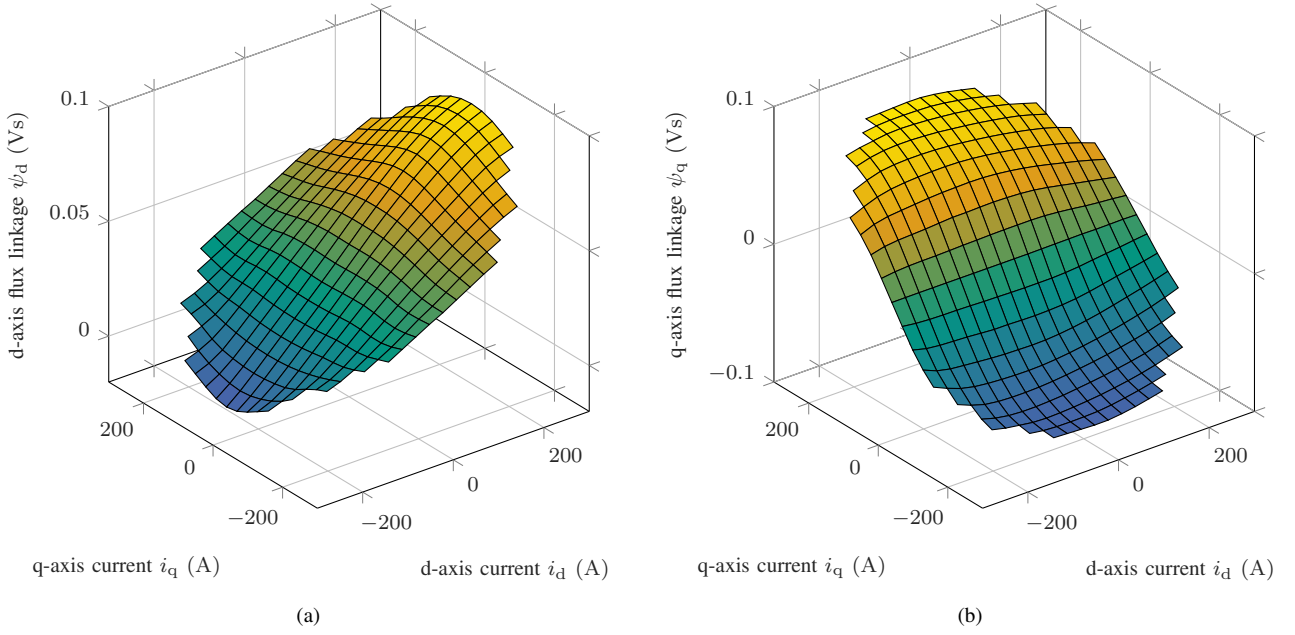 0.1
0.05
0
d-axis flux linkage ψd (Vs)
200
0
−200
−200
0
200
q-axis current iq (A)
d-axis current id (A)
(a)
0.1
0
−0.1
q-axis flux linkage ψq (Vs)
200
0
−200
−200
0
200
q-axis current iq (A)
d-axis current id (A)
(b)